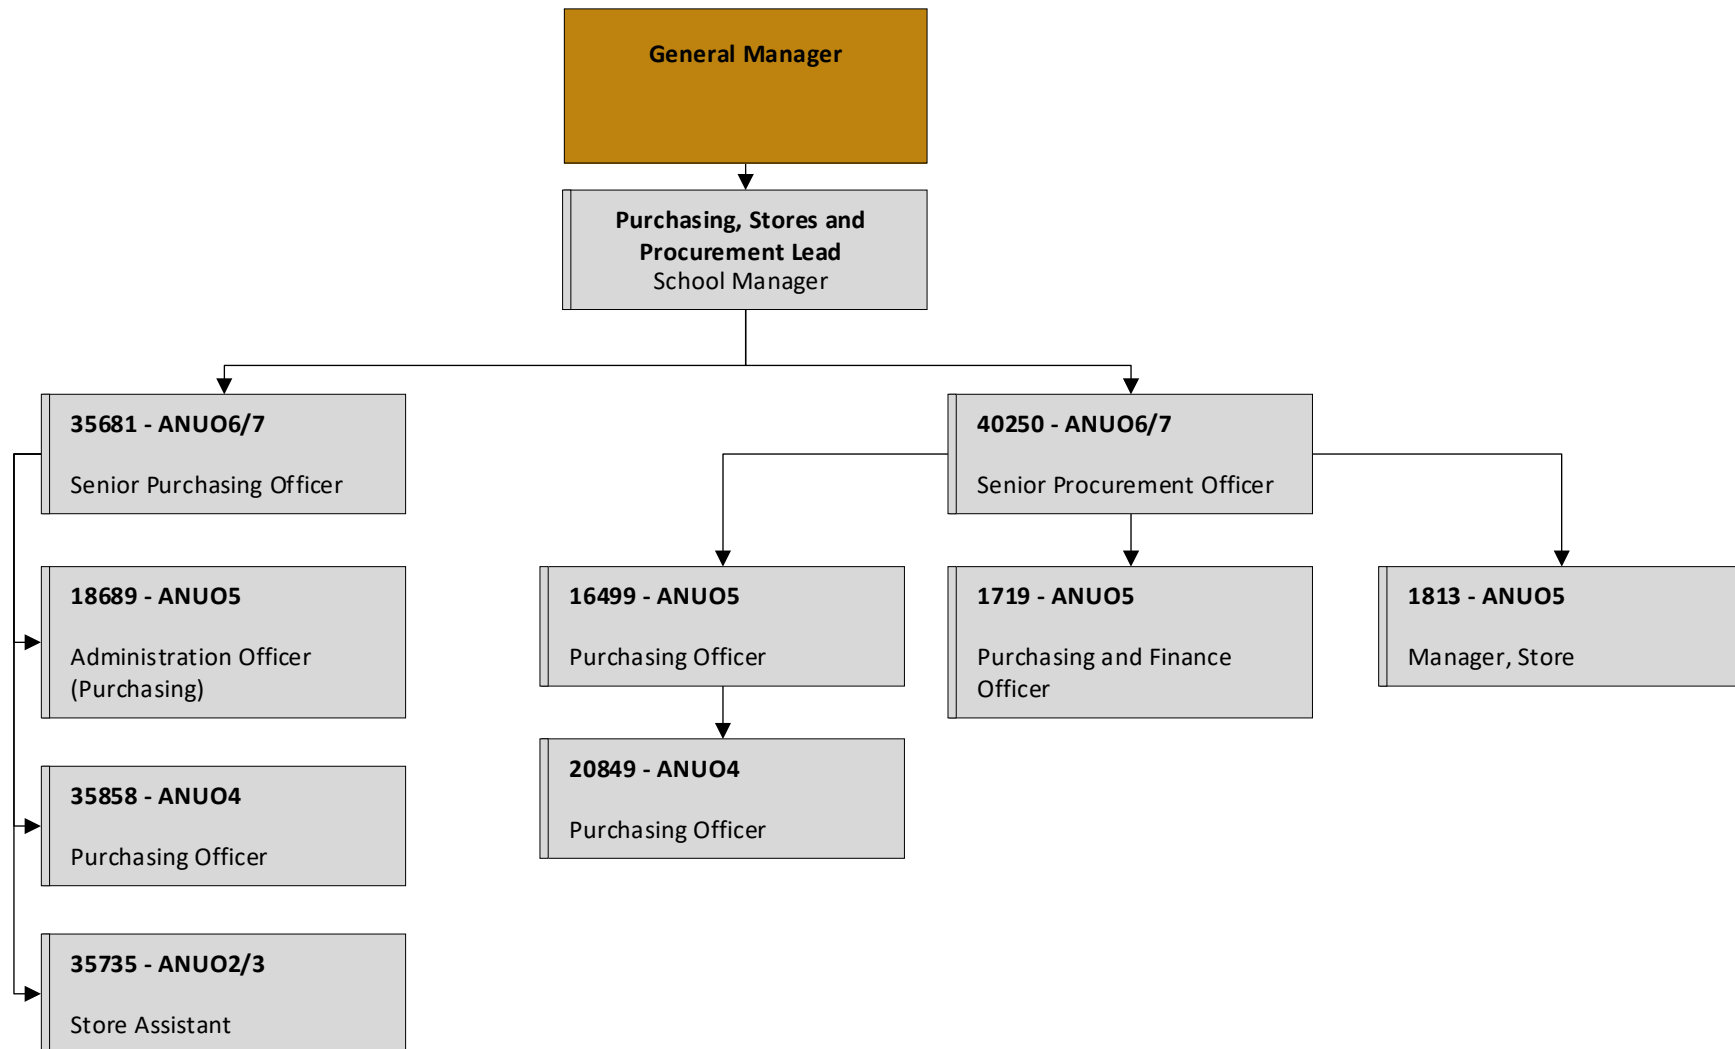 General Manager
Purchasing, Stores and
Procurement Lead
School Manager
35681 - ANUO6/7
Senior Purchasing Officer
40250 - ANUO6/7
Senior Procurement Officer
18689 - ANUO5
Administration Officer
(Purchasing)
16499 - ANUO5
Purchasing Officer
1719 - ANUO5
Purchasing and Finance
Officer
1813 - ANUO5
Manager, Store
35858 - ANUO4
Purchasing Officer
20849 - ANUO4
Purchasing Officer
35735 - ANUO2/3
Store Assistant